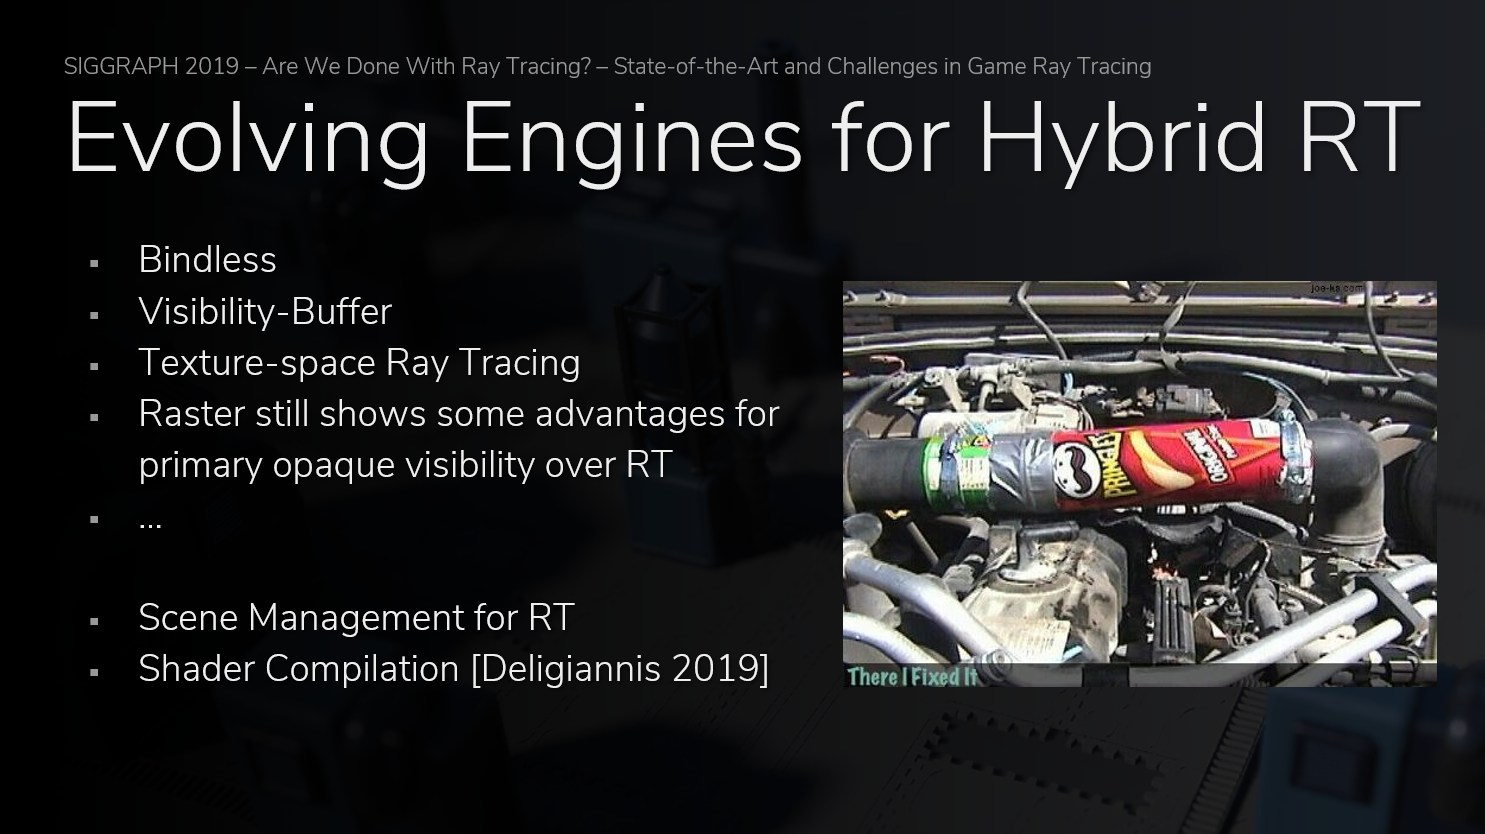 SIGGRAPH 2019 – Are We Done With Ray Tracing? – State-of-the-Art and Challenges in Game Ray Tracing
Evolving Engines for Hybrid RT
Bindless
Visibility-Buffer
Texture-space Ray Tracing
Raster still shows some advantages for
primary opaque visibility over RT
...
Scene Management for RT
Shader Compilation [Deligiannis 2019]
joe-ks.com
PRINGLES
ORIGINAL
There I Fixed It